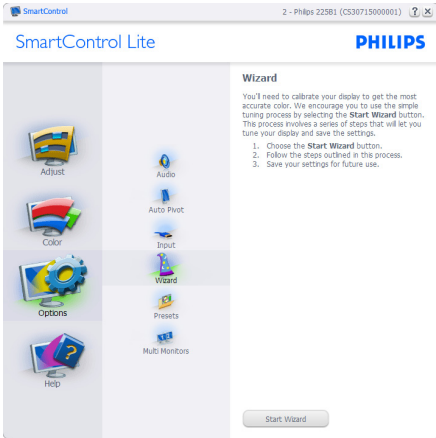 SmartControl
2 - Philips 225B1 (CS30715000001)
? ×
SmartControl Lite
PHILIPS
Adjust
Color
Options
Help
Audio
Auto Pivot
Input
Wizard
Presets
Multi Monitors
Wizard
You'll need to calibrate your display to get the most
accurate color. We encourage you to use the simple
tuning process by selecting the Start Wizard button.
This process involves a series of steps that will let you
tune your display and save the settings.
1. Choose the Start Wizard button.
2. Follow the steps outlined in this process.
3. Save your settings for future use.
Start Wizard